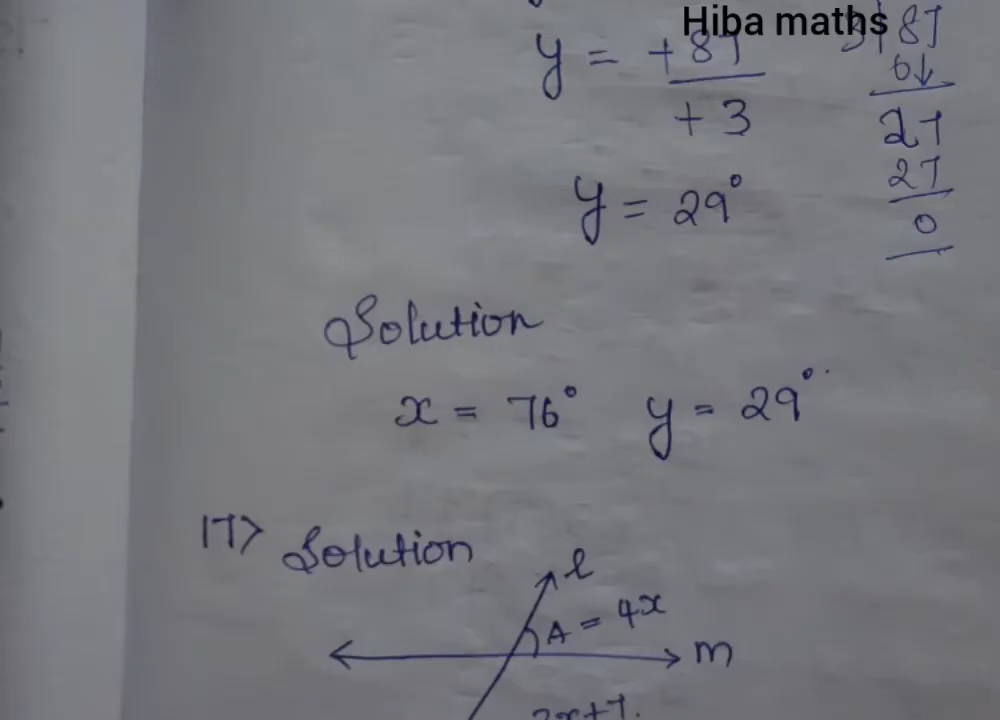 Hiba maths
y = +87 3 87
+3 6↓
27
27
y = 29°
0
Solution
x = 76° y = 29°
17> Solution
l
A = 4x
m